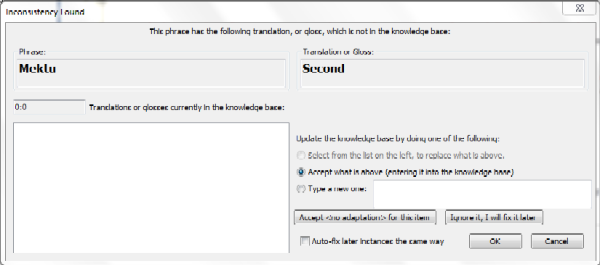 Inconsistency Found
This phrase has the following translation, or gloss, which is not in the knowledge base:
Phrase:
Translation or Gloss:
Mektu
Second
0:0
Translations or glosses currently in the knowledge base:
Update the knowledge base by doing one of the following:
Select from the list on the left, to replace what is above.
Accept what is above (entering it into the knowledge base)
Type a new one:
Accept <no adaptation> for this item
Ignore it, I will fix it later
Auto-fix later instances the same way
OK
Cancel